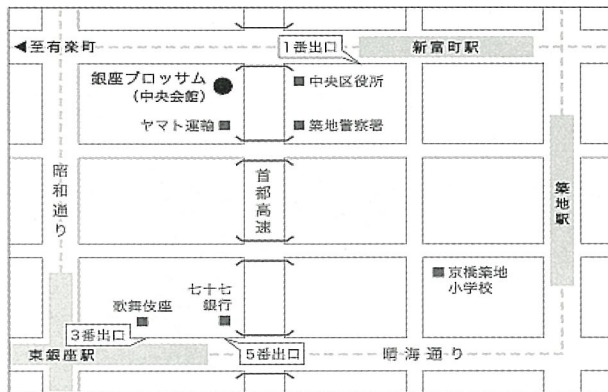 1番出口
◀至有楽町
新富町駅
銀座ブロッサム
(中央会館)
中央区役所
ヤマト運輸
築地警察署
昭和通り
首都高速
築地駅
京橋築地
小学校
七十七
銀行
歌舞伎座
3番出口
東銀座駅
5番出口
晴海通り